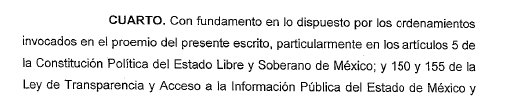 CUARTO. Con fundamento en lo dispuesto por los ordenamientos
invocados en el proemio del presente escrito, particularmente en los artículos 5 de
la Constitución Política del Estado Libre y Soberano de México; y 150 y 155 de la
Ley de Transparencia y Acceso a la Información Pública del Estado de México y